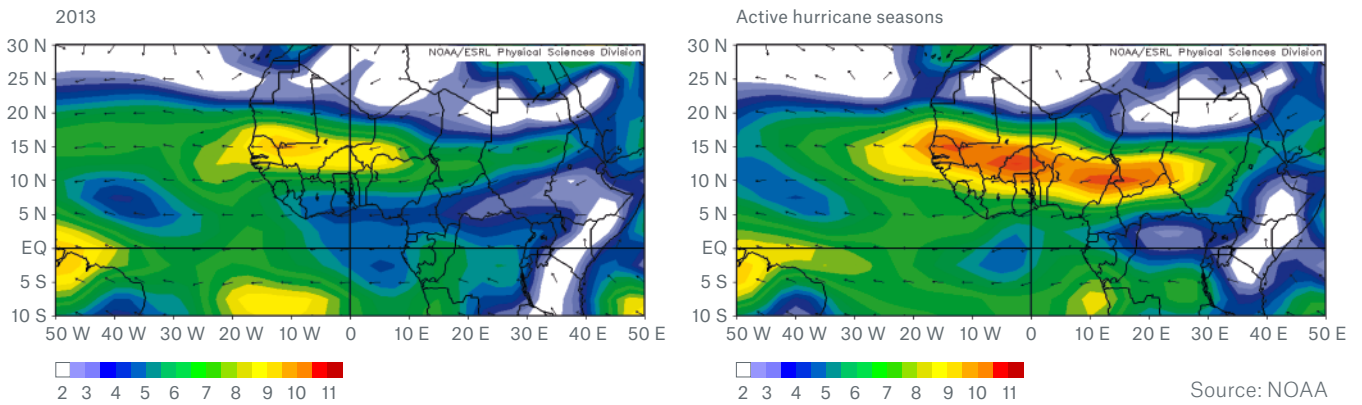 2013
NOAA/ESRL Physical Sciences Division
30 N
25 N
20 N
15 N
10 N
5 N
EQ
5 S
10 S
50 W 40 W 30 W 20 W 10 W 0 10 E 20 E 30 E 40 E 50 E
2 3 4 5 6 7 8 9 10 11
Active hurricane seasons
NOAA/ESRL Physical Sciences Division
30 N
25 N
20 N
15 N
10 N
5 N
EQ
5 S
10 S
50 W 40 W 30 W 20 W 10 W 0 10 E 20 E 30 E 40 E 50 E
2 3 4 5 6 7 8 9 10 11
Source: NOAA